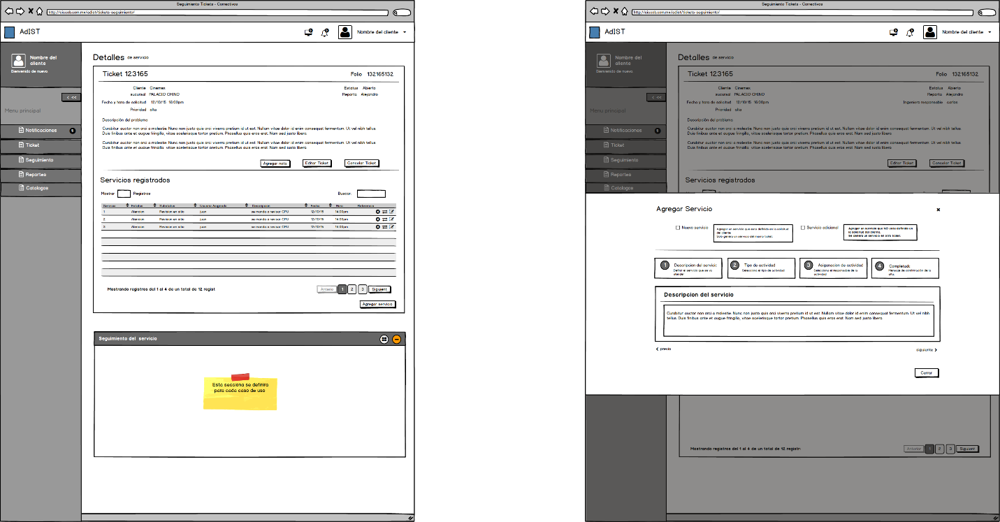 Seguimiento Tickets - Correctivos
http://ciscob.com.mx/adist/tickets-seguimiento/
AdIST
Nombre del cliente
Nombre del
cliente
Bienvenido de nuevo.
< <<
Menu principal
Notificaciones 5
Ticket
Seguimiento
Reportes
Catalogos
Detalles de servicio
Ticket 123165 Folio 132165132
Cliente Cinemex Estatus Abierto
sucursal PALACIO CHINO Reporta Alejandro
Fecha y hora de solicitud 12/10/15 16:00pm
Prioridad alta
Descripción del problema
Curabitur auctor non orci a molestie. Nunc non justo quis orci viverra pretium id ut est. Nullam vitae dolor id enim consequat fermentum. Ut vel nibh tellus.
Duis finibus ante et augue fringilla, vitae scelerisque tortor pretium. Phasellus quis eros erat. Nam sed justo libero.
Curabitur auctor non orci a molestie. Nunc non justo quis orci viverra pretium id ut est. Nullam vitae dolor id enim consequat fermentum. Ut vel nibh tellus.
Duis finibus ante et augue fringilla, vitae scelerisque tortor pretium. Phasellus quis eros erat. Nam sed justo libero.
Agregar nota Editar Ticket Cancelar Ticket
Servicios registrados
Mostrar Registros Buscar:
Servicio Estatus Subestatus Usuario Asignado Descripcion Fecha Hora Referencia
1 Atencion Revision en sitio juan se manda a revisar CPU 12/10/15 14:00pm
2 Atencion Revision en sitio juan se manda a revisar CPU 12/10/15 14:00pm
3 Atencion Revision en sitio juan se manda a revisar CPU 12/10/15 14:00pm
Mostrando registros del 1 al 4 de un total de 12 regist Anterio 1 2 3 Siguient
Agregar servicio
Seguimiento del servicio
Esta secciona se definira
para cada caso de uso
Seguimiento Tickets - Correctivos
http://ciscob.com.mx/adist/tickets-seguimiento/
AdIST
Nombre del cliente
Nombre del
cliente
Bienvenido de nuevo.
< <<
Menu principal
Notificaciones 5
Ticket
Seguimiento
Reportes
Catalogos
Detalles de servicio
Ticket 123165 Folio 132165132
Cliente Cinemex Estatus Abierto
sucursal PALACIO CHINO Reporta Alejandro
Fecha y hora de solicitud 12/10/15 16:00pm Ingeniero responsable carlos
Prioridad alta
Descripción del problema
Curabitur auctor non orci a molestie. Nunc non justo quis orci viverra pretium id ut est. Nullam vitae dolor id enim consequat fermentum. Ut vel nibh tellus.
Duis finibus ante et augue fringilla, vitae scelerisque tortor pretium. Phasellus quis eros erat. Nam sed justo libero.
Curabitur auctor non orci a molestie. Nunc non justo quis orci viverra pretium id ut est. Nullam vitae dolor id enim consequat fermentum. Ut vel nibh tellus.
Duis finibus ante et augue fringilla, vitae scelerisque tortor pretium. Phasellus quis eros erat. Nam sed justo libero.
Editar Ticket Cancelar Ticket
Servicios registrados
Agregar Servicio
Nuevo servicio
Agregar un servicio que esta definido en la solicitud
del cliente
Solo genera un servicio del mismo ticket.
Servicio adicional
Agregar un servicio que NO esta definido en
la solicitud del cliente.
Se genera un servicio en otro ticket.
1 Descripcion del servicic
Definir el servicio que se va
atender
2 Tipo de actividad
Selecciona el tipo de actividad
3 Asiganacion de actividad
Selecciona el responsable de la
actividad
4 Completadc
Mensaje de confirmación de la
alta.
Descripcion del servicio
Curabitur auctor non orci a molestie. Nunc non justo quis orci viverra pretium id ut est. Nullam vitae dolor id enim consequat fermentum. Ut vel nibh
tellus. Duis finibus ante et augue fringilla, vitae scelerisque tortor pretium. Phasellus quis eros erat. Nam sed justo libero.
previo siguiente
Cerrar
Mostrando registros del 1 al 4 de un total de 12 registr Anterior 1 2 3 Siguient